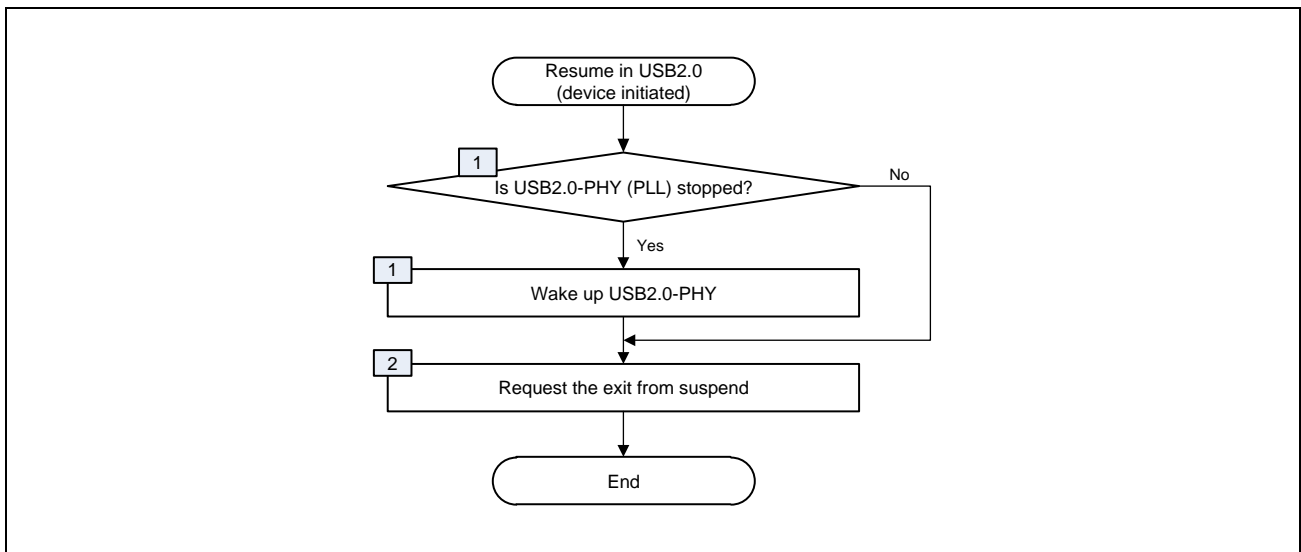 Resume in USB2.0
(device initiated)
1
Is USB2.0-PHY (PLL) stopped?
No
Yes
1
Wake up USB2.0-PHY
2
Request the exit from suspend
End